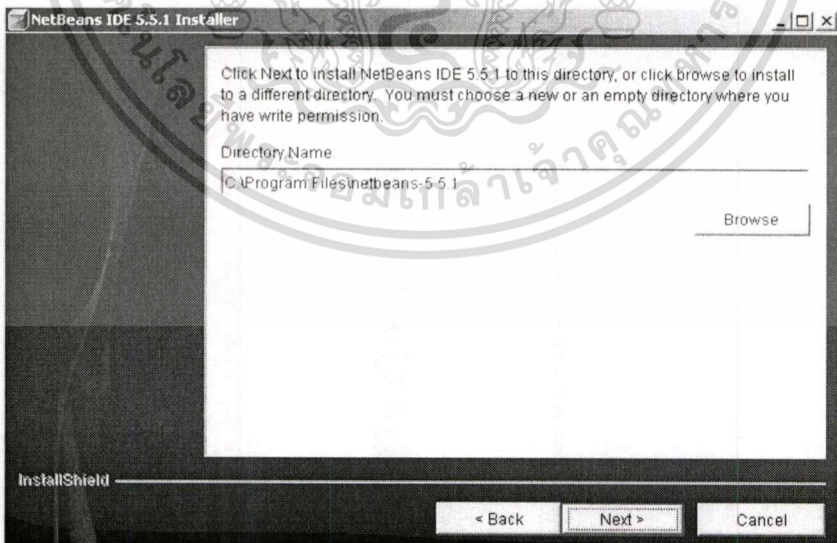 NetBeans IDE 5.5.1 Installer
Click Next to install NetBeans IDE 5.5.1 to this directory, or click browse to install
to a different directory. You must choose a new or an empty directory where you
have write permission.
Directory Name
C:\Program Files\netbeans-5.5.1
Browse
InstallShield
< Back
Next >
Cancel